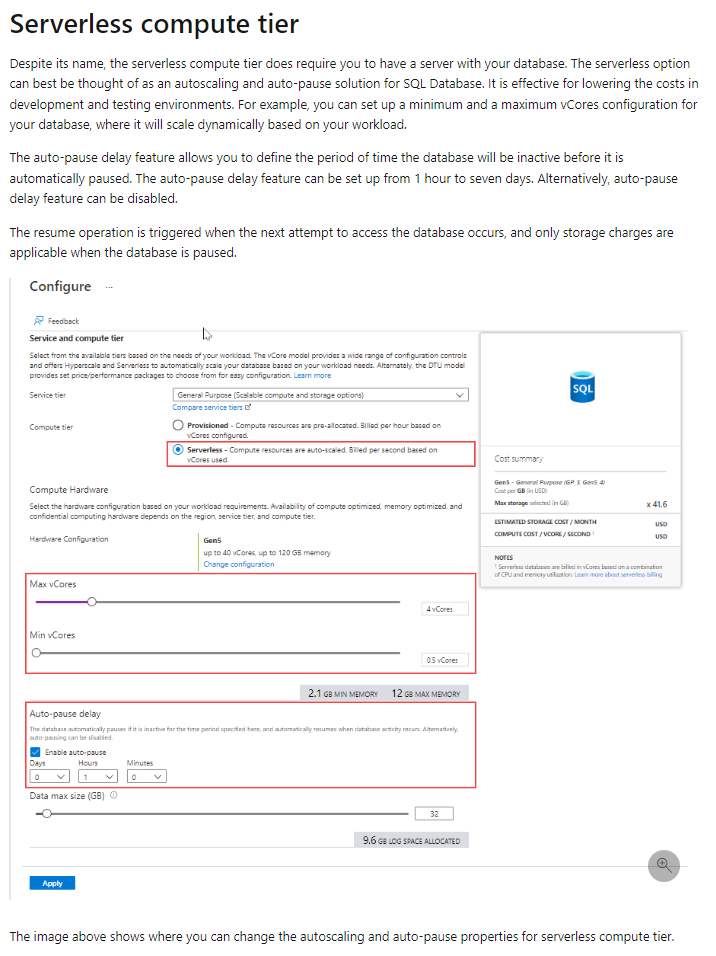 Serverless compute tier
Despite its name, the serverless compute tier does require you to have a server with your database. The serverless option
can best be thought of as an autoscaling and auto-pause solution for SQL Database. It is effective for lowering the costs in
development and testing environments. For example, you can set up a minimum and a maximum vCores configuration for
your database, where it will scale dynamically based on your workload.
The auto-pause delay feature allows you to define the period of time the database will be inactive before it is
automatically paused. The auto-pause delay feature can be set up from 1 hour to seven days. Alternatively, auto-pause
delay feature can be disabled.
The resume operation is triggered when the next attempt to access the database occurs, and only storage charges are
applicable when the database is paused.
Configure ...
Feedback
Service and compute tier
Select from the available tiers based on the needs of your workload. The vCore model provides a wide range of configuration controls
and offers Hyperscale and Serverless to automatically scale your database based on your workload needs. Alternately, the DTU model
provides set price/performance packages to choose from for easy configuration. Learn more
Service tier
General Purpose (Scalable compute and storage options)
Compare service tiers
Compute tier
Provisioned - Compute resources are pre-allocated. Billed per hour based on
vCores configured.
Serverless - Compute resources are auto-scaled. Billed per second based on
vCores used.
Compute Hardware
Select the hardware configuration based on your workload requirements. Availability of compute optimized, memory optimized, and
confidential computing hardware depends on the region, service tier, and compute tier.
Hardware Configuration
Gen5
up to 40 vCores, up to 120 GB memory
Change configuration
Max vCores
4 vCores
Min vCores
0.5 vCores
2.1 GB MIN MEMORY 12 GB MAX MEMORY
Auto-pause delay
The database automatically pauses if it is inactive for the time period specified here, and automatically resumes when database activity recurs. Alternatively,
auto-pausing can be disabled.
Enable auto-pause
Days Hours Minutes
0 1 0
Data max size (GB)
32
9.6 GB LOG SPACE ALLOCATED
Apply
SQL
Cost summary
Gen5 - General Purpose (GP_S_Gen5_4)
Cost per GB (in USD)
Max storage selected (in GB) x 41.6
ESTIMATED STORAGE COST / MONTH USD
COMPUTE COST / VCORE / SECOND 1 USD
NOTES
1 Serverless databases are billed in vCores based on a combination
of CPU and memory utilization. Learn more about serverless billing
The image above shows where you can change the autoscaling and auto-pause properties for serverless compute tier.